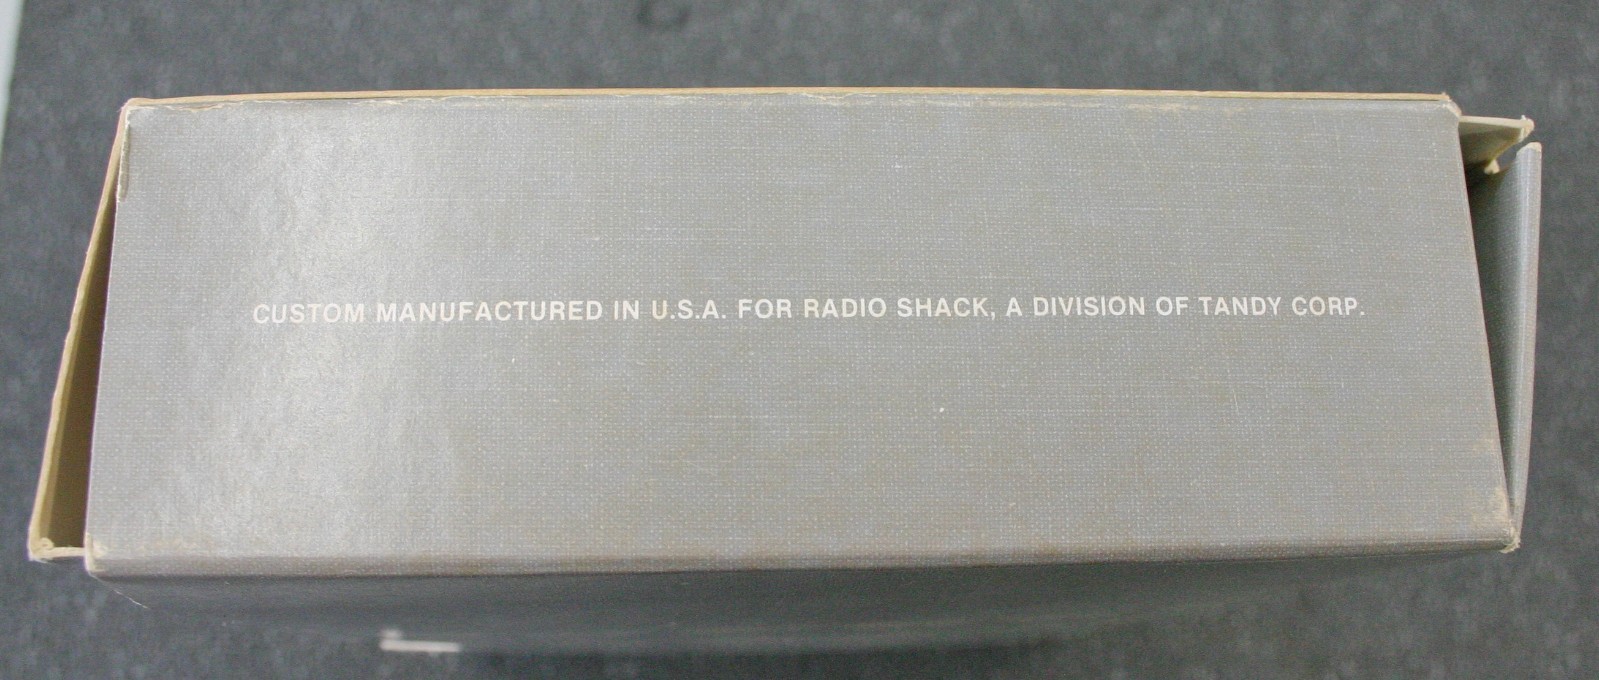 CUSTOM MANUFACTURED IN U.S.A. FOR RADIO SHACK, A DIVISION OF TANDY CORP.